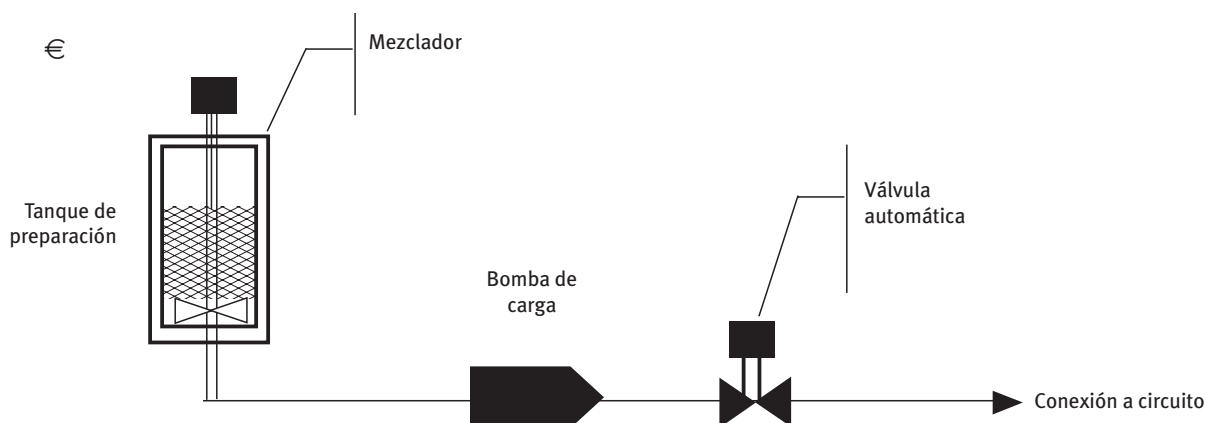 €
Mezclador
Tanque de
preparación
Válvula
automática
Bomba de
carga
Conexión a circuito